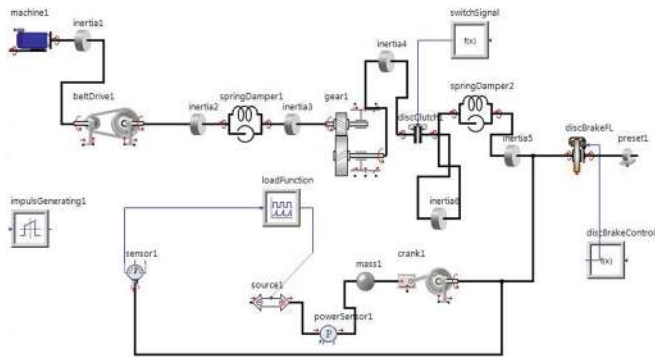 machine1
inertia1
switchSignal
f(x)
inertia4
beltDrive1
inertia2
springDamper1
inertia3
gear1
discClutch1
springDamper2
inertia5
discBrakeFL
preset1
inertia6
impulsGenerating1
loadFunction
discBrakeControl
f(x)
sensor1
source1
mass1
crank1
powerSensor1
P